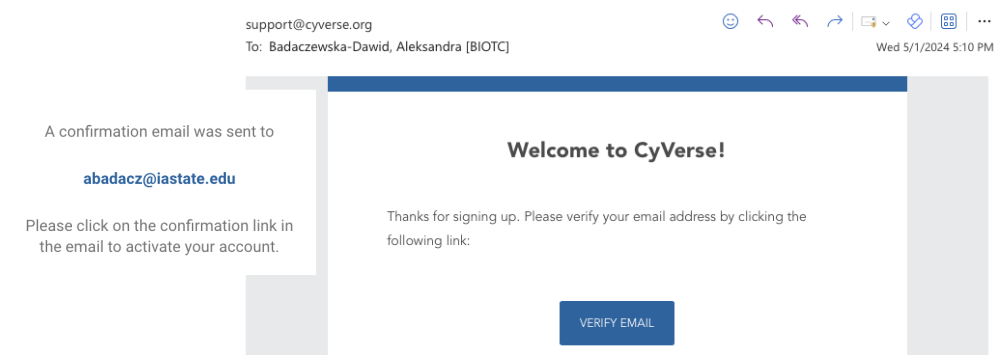 support@cyverse.org
To: Badaczewska-Dawid, Aleksandra [BIOTC]
Wed 5/1/2024 5:10 PM
A confirmation email was sent to
abadacz@iastate.edu
Please click on the confirmation link in
the email to activate your account.
Welcome to CyVerse!
Thanks for signing up. Please verify your email address by clicking the
following link:
VERIFY EMAIL